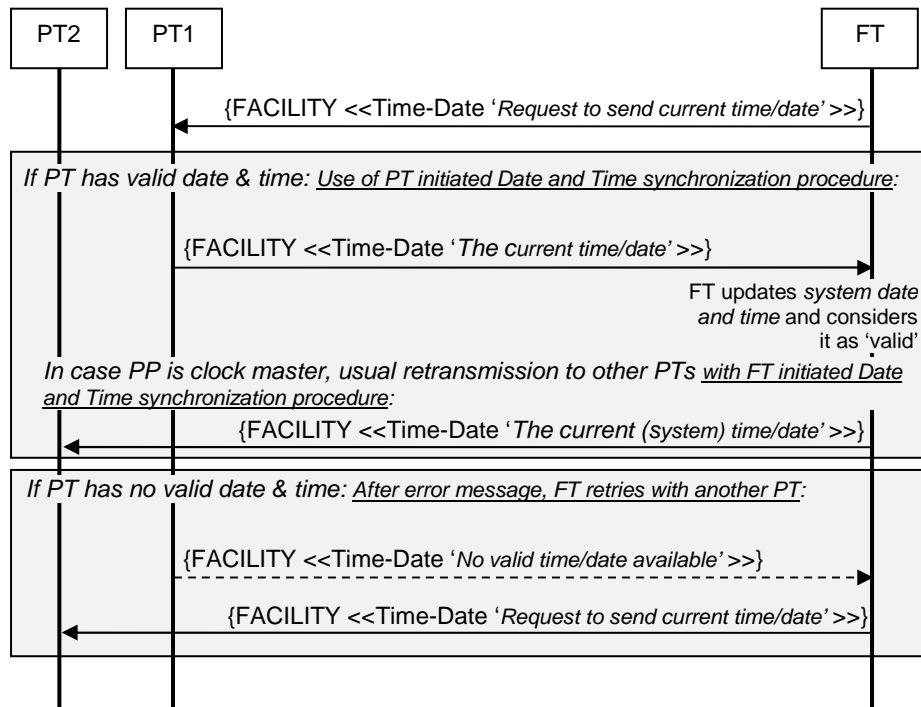 PT2 PT1 FT
{FACILITY <<Time-Date ‘Request to send current time/date’ >>}
If PT has valid date & time: Use of PT initiated Date and Time synchronization procedure:
{FACILITY <<Time-Date ‘The current time/date’ >>}
FT updates system date
and time and considers
it as ‘valid’
In case PP is clock master, usual retransmission to other PTs with FT initiated Date
and Time synchronization procedure:
{FACILITY <<Time-Date ‘The current (system) time/date’ >>}
If PT has no valid date & time: After error message, FT retries with another PT:
{FACILITY <<Time-Date ‘No valid time/date available’ >>}
{FACILITY <<Time-Date ‘Request to send current time/date’ >>}